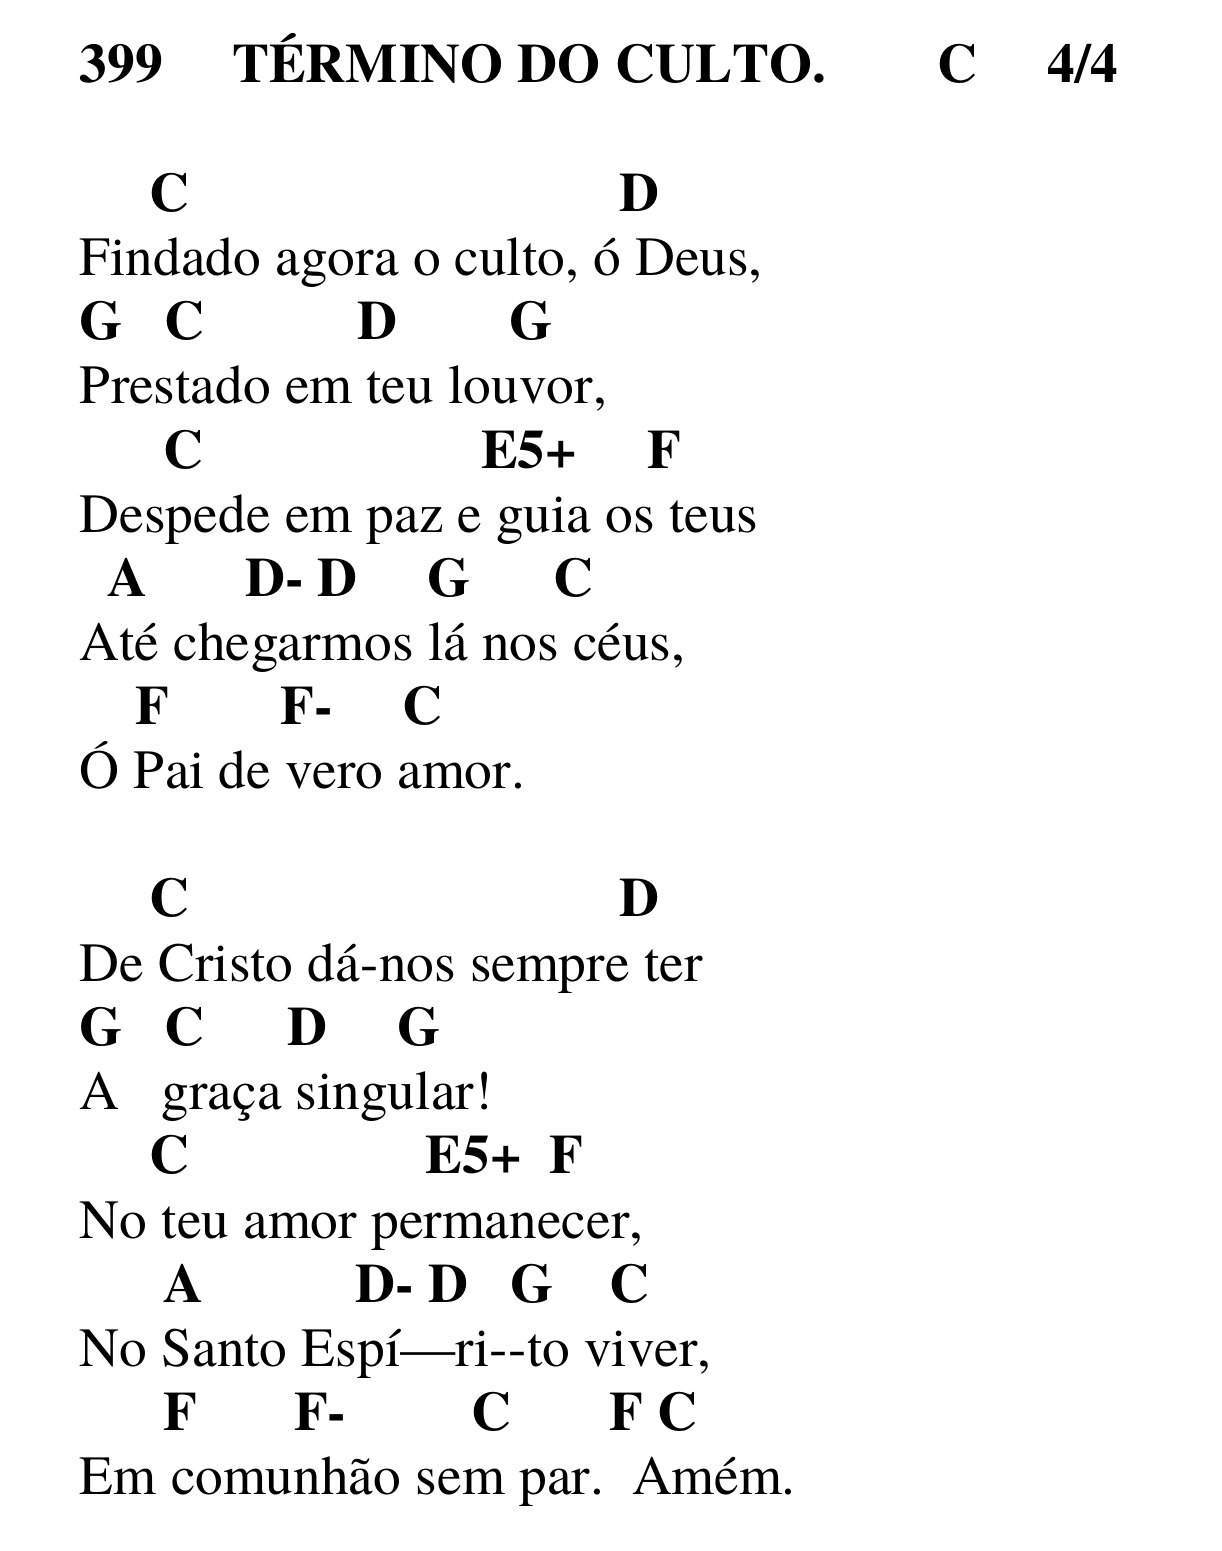 399 TÉRMINO DO CULTO. C 4/4
C D
Findado agora o culto, ó Deus,
G C D G
Prestado em teu louvor,
C E5+ F
Despede em paz e guia os teus
A D- D G C
Até chegarmos lá nos céus,
F F- C
Ó Pai de vero amor.
C D
De Cristo dá-nos sempre ter
G C D G
A graça singular!
C E5+ F
No teu amor permanecer,
A D- D G C
No Santo Espí—ri--to viver,
F F- C F C
Em comunhão sem par. Amém.